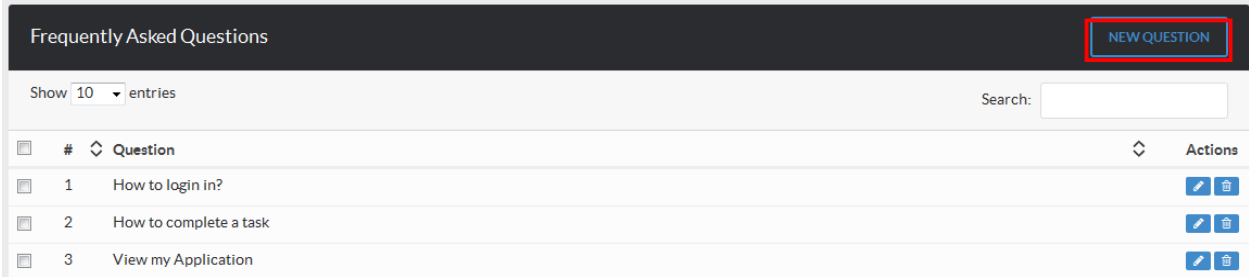 Frequently Asked Questions
NEW QUESTION
Show 10 entries
Search:
# Question Actions
1 How to login in?
2 How to complete a task
3 View my Application